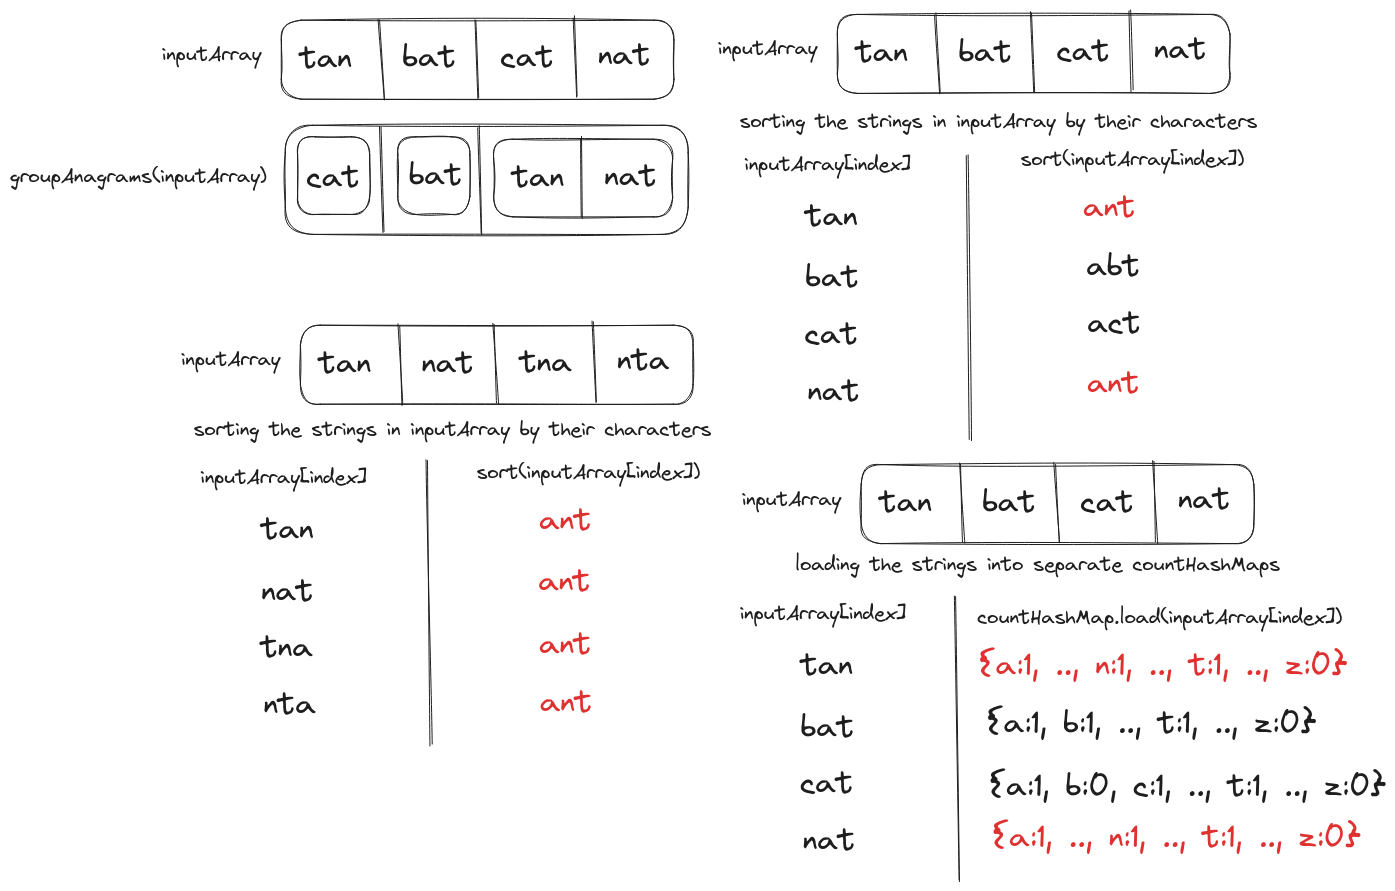 inputArray tan bat cat nat
groupAnagrams(inputArray) cat bat tan nat
inputArray tan nat tna nta
sorting the strings in inputArray by their characters
inputArray[index] sort(inputArray[index])
tan ant
nat ant
tna ant
nta ant
inputArray tan bat cat nat
sorting the strings in inputArray by their characters
inputArray[index] sort(inputArray[index])
tan ant
bat abt
cat act
nat ant
inputArray tan bat cat nat
loading the strings into separate countHashMaps
inputArray[index] countHashMap.load(inputArray[index])
tan {a:1, .., n:1, .., t:1, .., z:0}
bat {a:1, b:1, .., t:1, .., z:0}
cat {a:1, b:0, c:1, .., t:1, .., z:0}
nat {a:1, .., n:1, .., t:1, .., z:0}